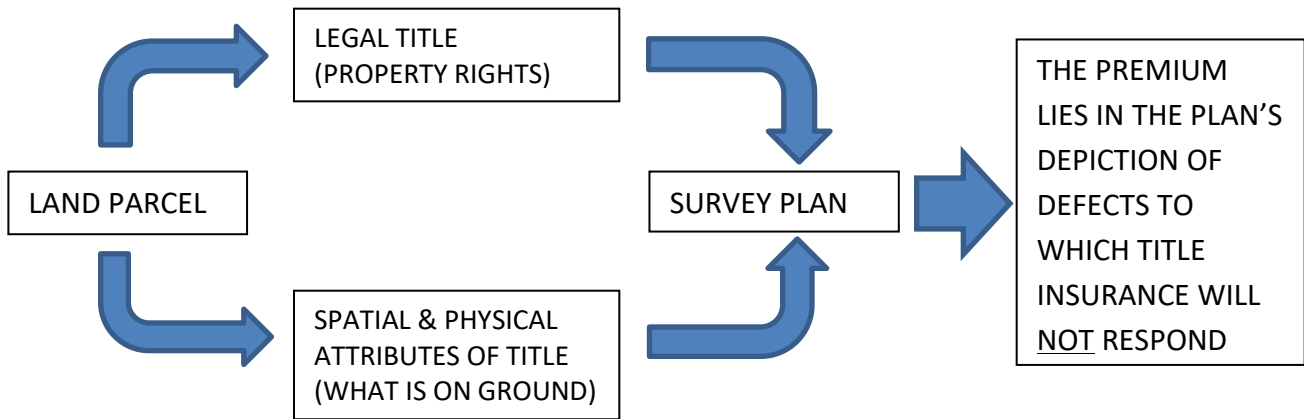 LEGAL TITLE
(PROPERTY RIGHTS)
LAND PARCEL
SPATIAL & PHYSICAL
ATTRIBUTES OF TITLE
(WHAT IS ON GROUND)
SURVEY PLAN
THE PREMIUM
LIES IN THE PLAN’S
DEPICTION OF
DEFECTS TO
WHICH TITLE
INSURANCE WILL
NOT RESPOND